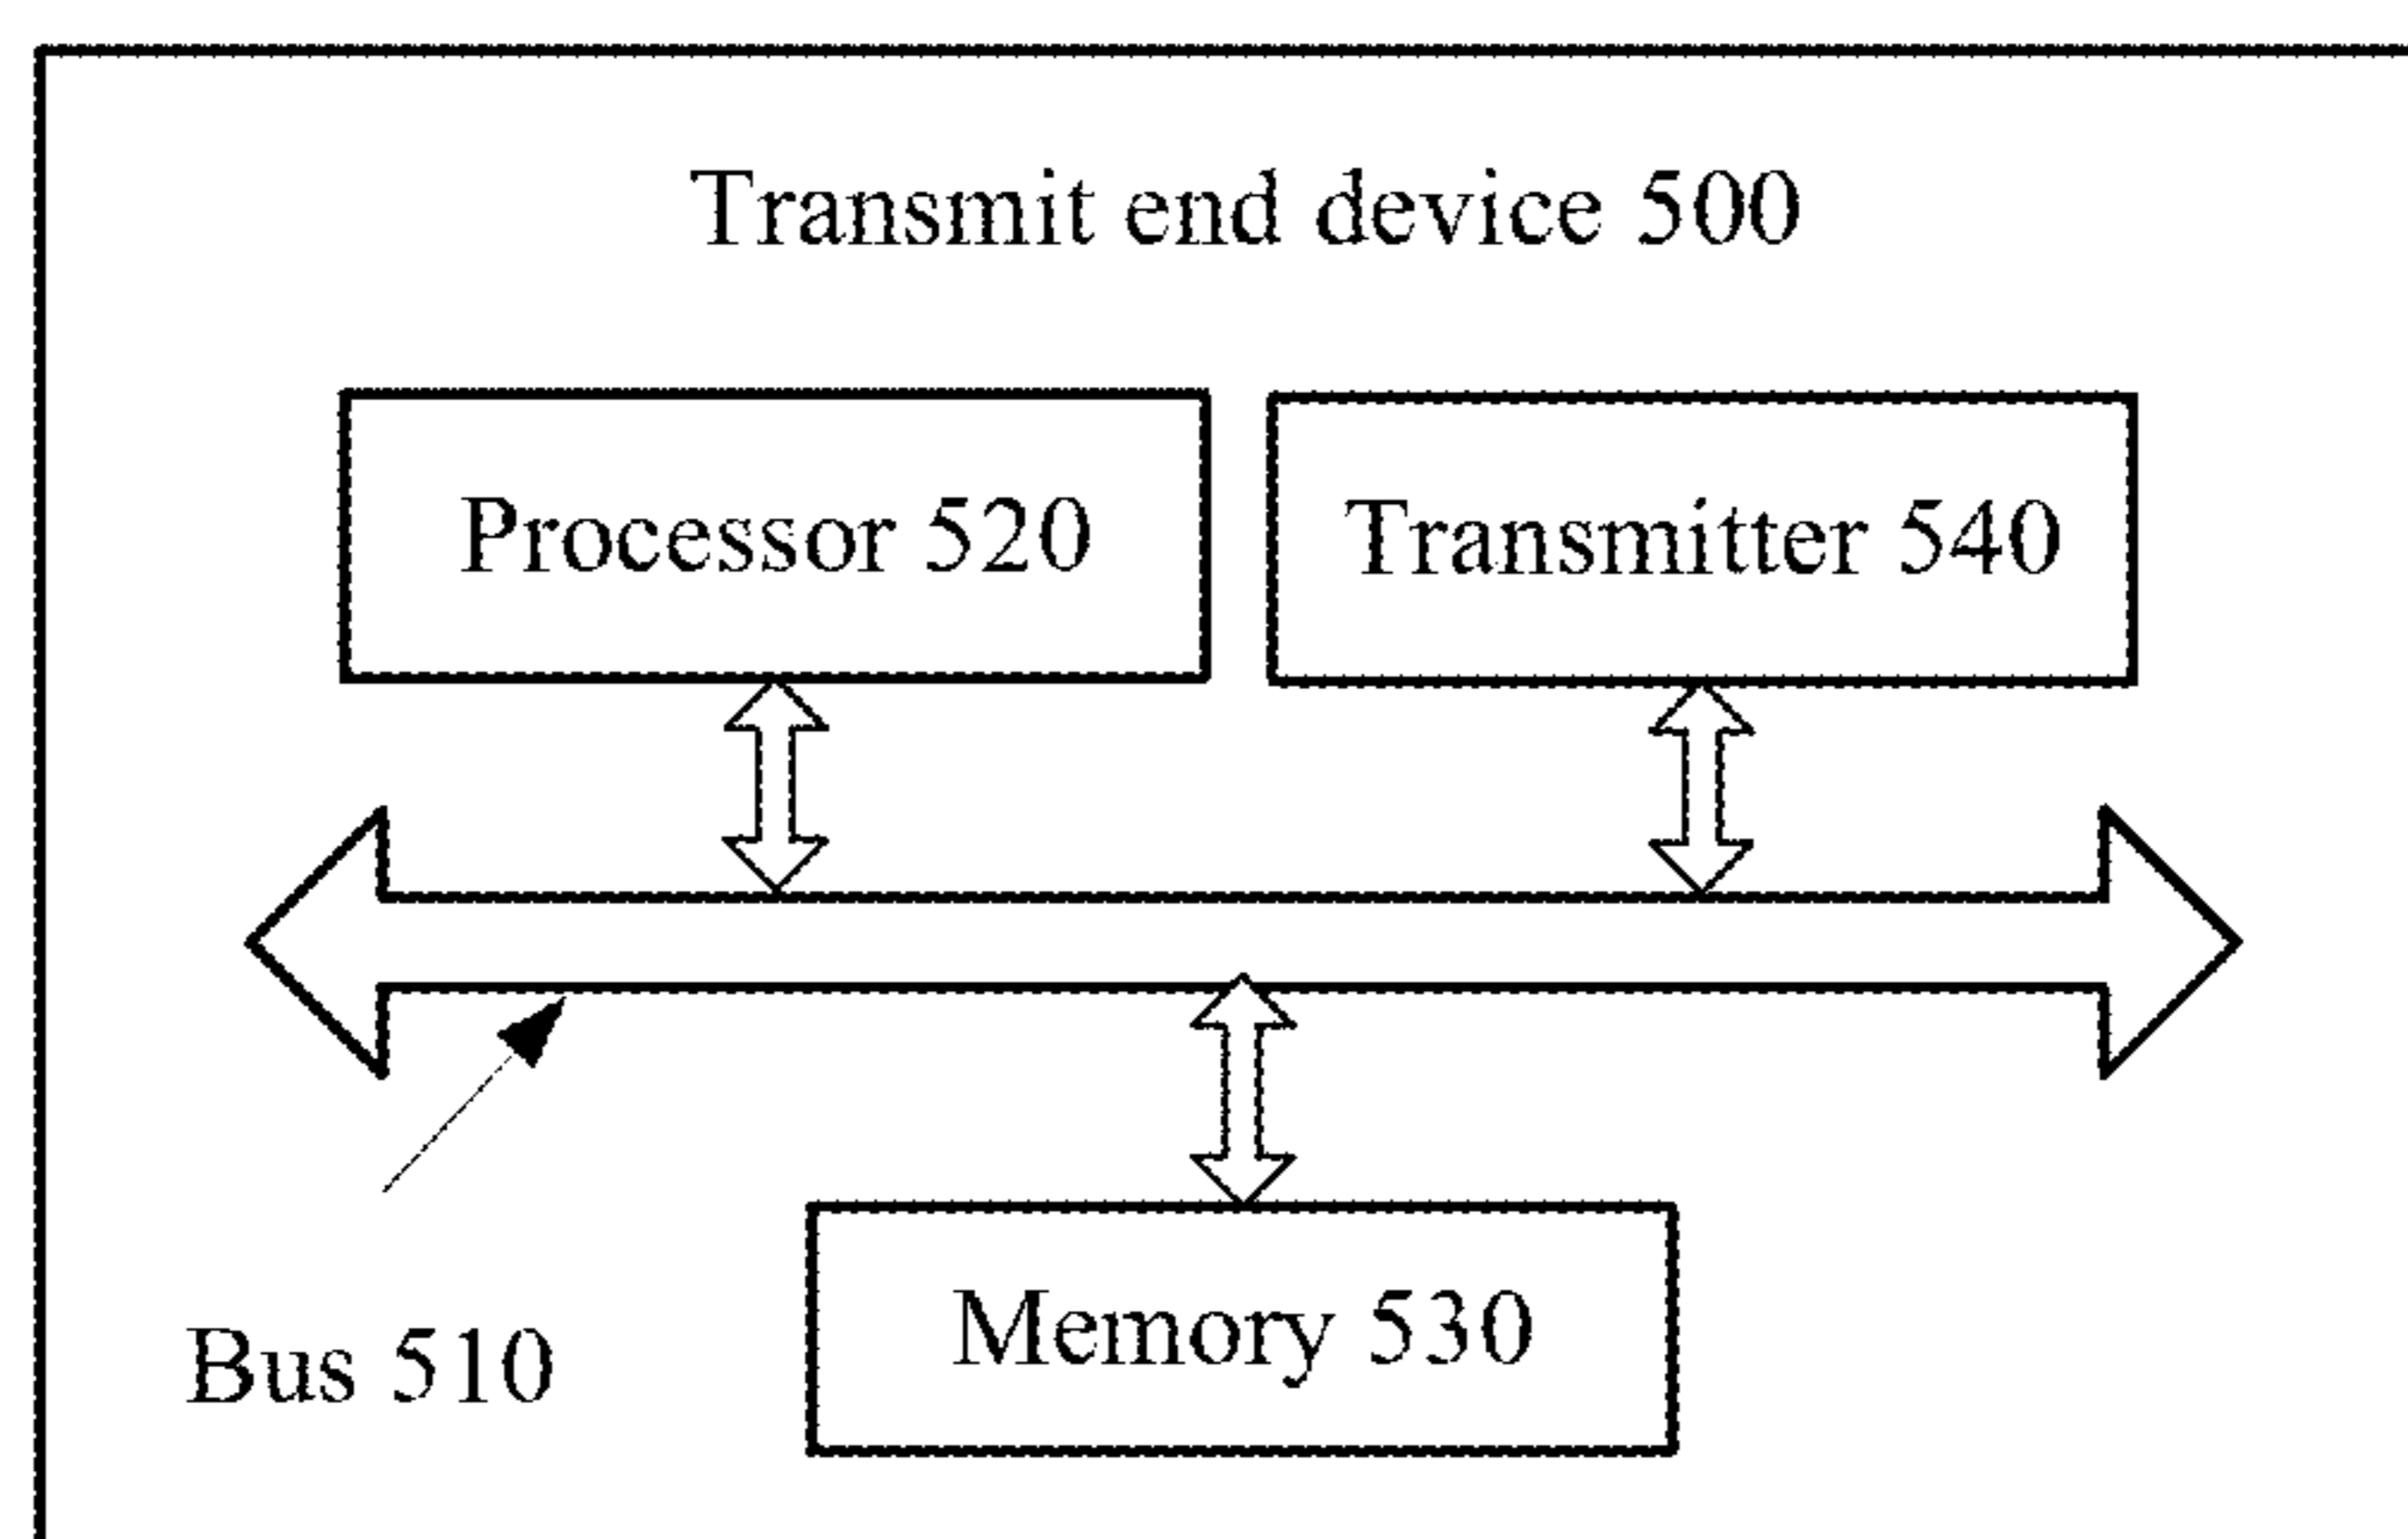 Transmit end device 500
Processor 520
Transmitter 540
Memory 530
Bus 510